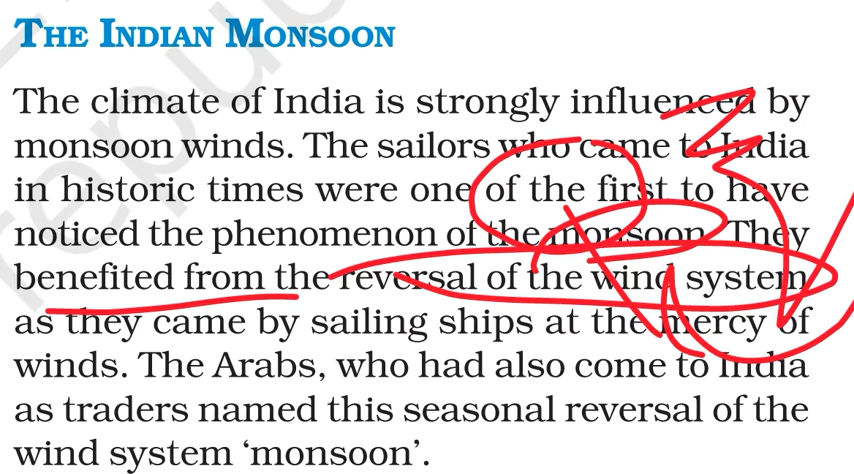 THE INDIAN MONSOON
The climate of India is strongly influenced by
monsoon winds. The sailors who came to India
in historic times were one of the first to have
noticed the phenomenon of the monsoon. They
benefited from the reversal of the wind system
as they came by sailing ships at the mercy of
winds. The Arabs, who had also come to India
as traders named this seasonal reversal of the
wind system ‘monsoon’.